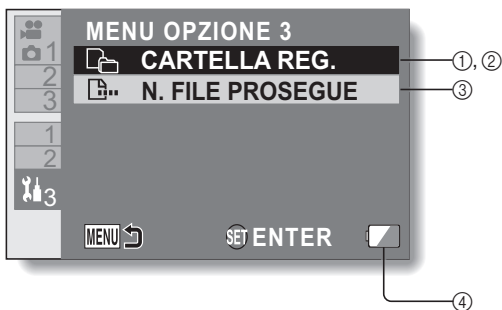 MENU OPZIONE 3
1
2
3
1
2
3
CARTELLA REG.
N. FILE PROSEGUE
MENU
SET ENTER
①, ②
③
④